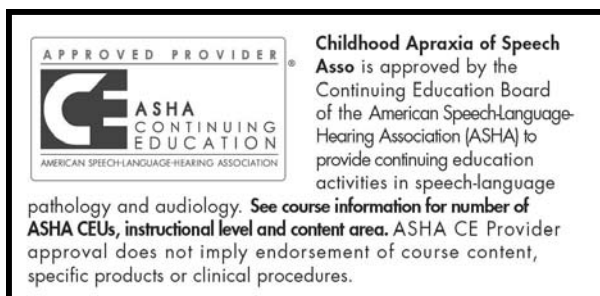 APPROVED PROVIDER
®
CE
ASHA
CONTINUING
EDUCATION
AMERICAN SPEECH-LANGUAGE-HEARING ASSOCIATION
Childhood Apraxia of Speech
Asso is approved by the
Continuing Education Board
of the American Speech-Language-
Hearing Association (ASHA) to
provide continuing education
activities in speech-language
pathology and audiology. See course information for number of
ASHA CEUs, instructional level and content area. ASHA CE Provider
approval does not imply endorsement of course content,
specific products or clinical procedures.